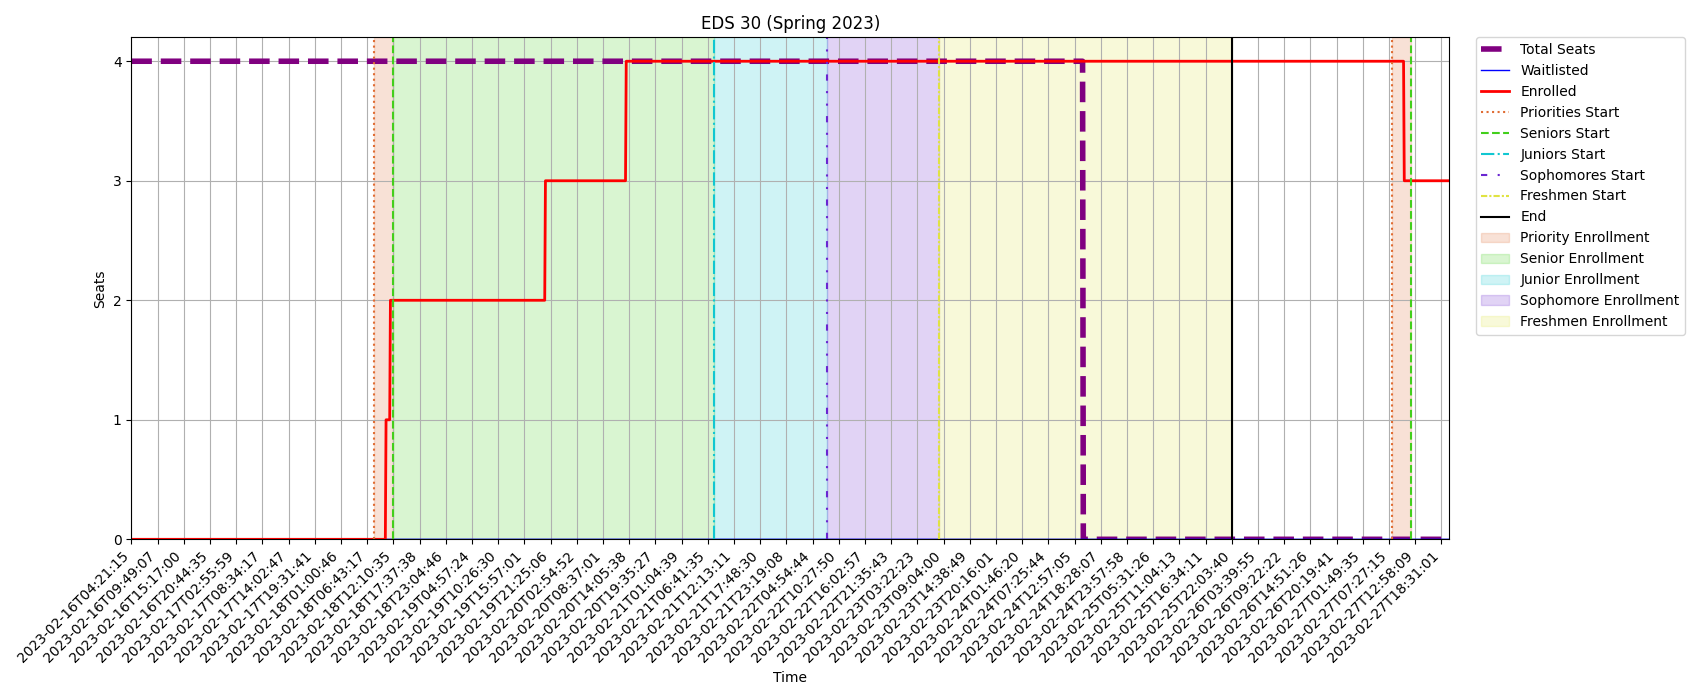 EDS 30 (Spring 2023)
Seats
4
3
2
1
0
2023-02-16T04:21:15
2023-02-16T09:49:07
2023-02-16T15:17:00
2023-02-16T20:44:35
2023-02-17T02:55:59
2023-02-17T08:34:17
2023-02-17T14:02:47
2023-02-17T19:31:41
2023-02-18T01:00:46
2023-02-18T06:43:17
2023-02-18T12:10:35
2023-02-18T17:37:38
2023-02-18T23:04:46
2023-02-19T04:57:24
2023-02-19T10:26:30
2023-02-19T15:57:01
2023-02-19T21:25:06
2023-02-20T02:54:52
2023-02-20T08:37:01
2023-02-20T14:05:38
2023-02-20T19:35:27
2023-02-21T01:04:39
2023-02-21T06:41:35
2023-02-21T12:13:11
2023-02-21T17:48:30
2023-02-21T23:19:08
2023-02-22T04:54:44
2023-02-22T10:27:50
2023-02-22T16:02:57
2023-02-22T21:35:43
2023-02-23T03:22:23
2023-02-23T09:04:00
2023-02-23T14:38:49
2023-02-23T20:16:01
2023-02-24T01:46:20
2023-02-24T07:25:44
2023-02-24T12:57:05
2023-02-24T18:28:07
2023-02-24T23:57:58
2023-02-25T05:31:26
2023-02-25T11:04:13
2023-02-25T16:34:11
2023-02-25T22:03:40
2023-02-26T03:39:55
2023-02-26T09:22:22
2023-02-26T14:51:26
2023-02-26T20:19:41
2023-02-27T01:49:35
2023-02-27T07:27:15
2023-02-27T12:58:09
2023-02-27T18:31:01
Time
Total Seats
Waitlisted
Enrolled
Priorities Start
Seniors Start
Juniors Start
Sophomores Start
Freshmen Start
End
Priority Enrollment
Senior Enrollment
Junior Enrollment
Sophomore Enrollment
Freshmen Enrollment